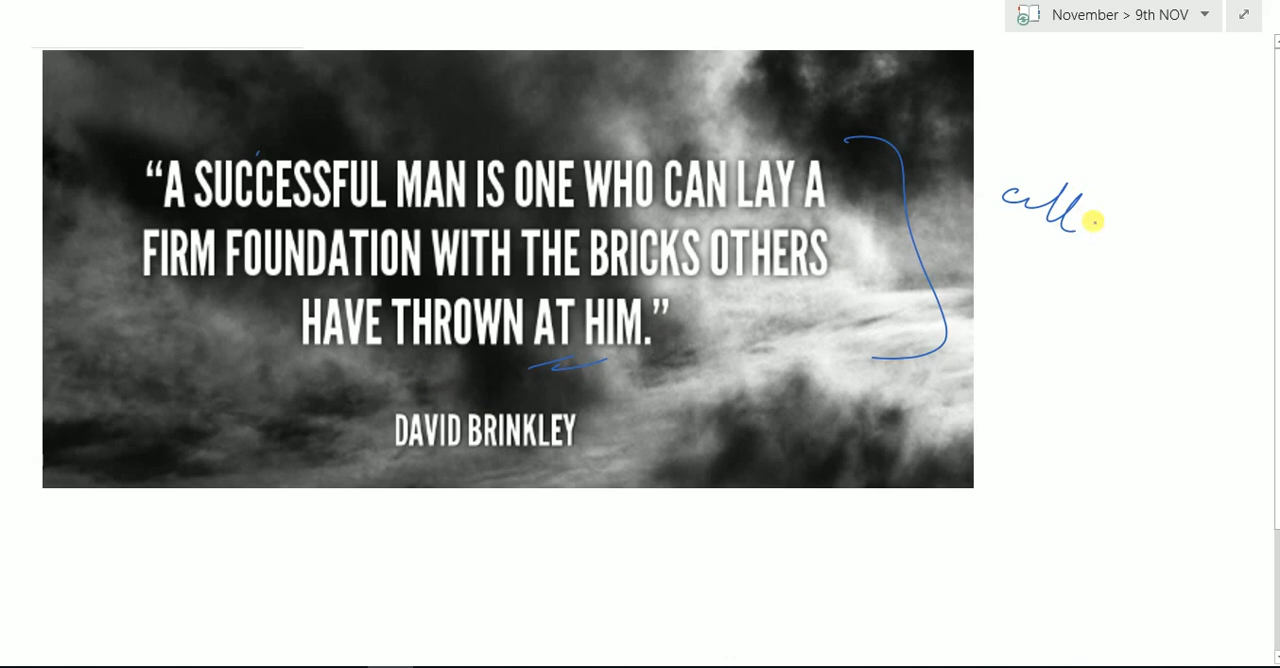 November > 9th NOV
“A SUCCESSFUL MAN IS ONE WHO CAN LAY A
FIRM FOUNDATION WITH THE BRICKS OTHERS
HAVE THROWN AT HIM.”
DAVID BRINKLEY